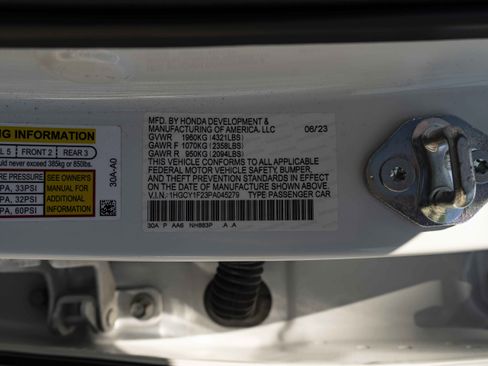 NG INFORMATION
L 5 FRONT 2 REAR 3
ould never exceed 385kg or 850lbs.
RE PRESSURE
PA, 33PSI
PA, 32PSI
PA, 60PSI
SEE OWNER'S
MANUAL FOR
ADDITIONAL
INFORMATION
30A-A0
MFD. BY HONDA DEVELOPMENT &
MANUFACTURING OF AMERICA, LLC 06/23
GVWR 1960KG (4321LBS)
GAWR F 1070KG (2358LBS)
GAWR R 950KG (2094LBS)
THIS VEHICLE CONFORMS TO ALL APPLICABLE
FEDERAL MOTOR VEHICLE SAFETY, BUMPER,
AND THEFT PREVENTION STANDARDS IN
EFFECT ON THE DATE OF MANUFACTURE SHOWN ABOVE.
V.I.N.: 1HGCY1F23PA045279 TYPE: PASSENGER CAR
30A P AA6 NH883P A A